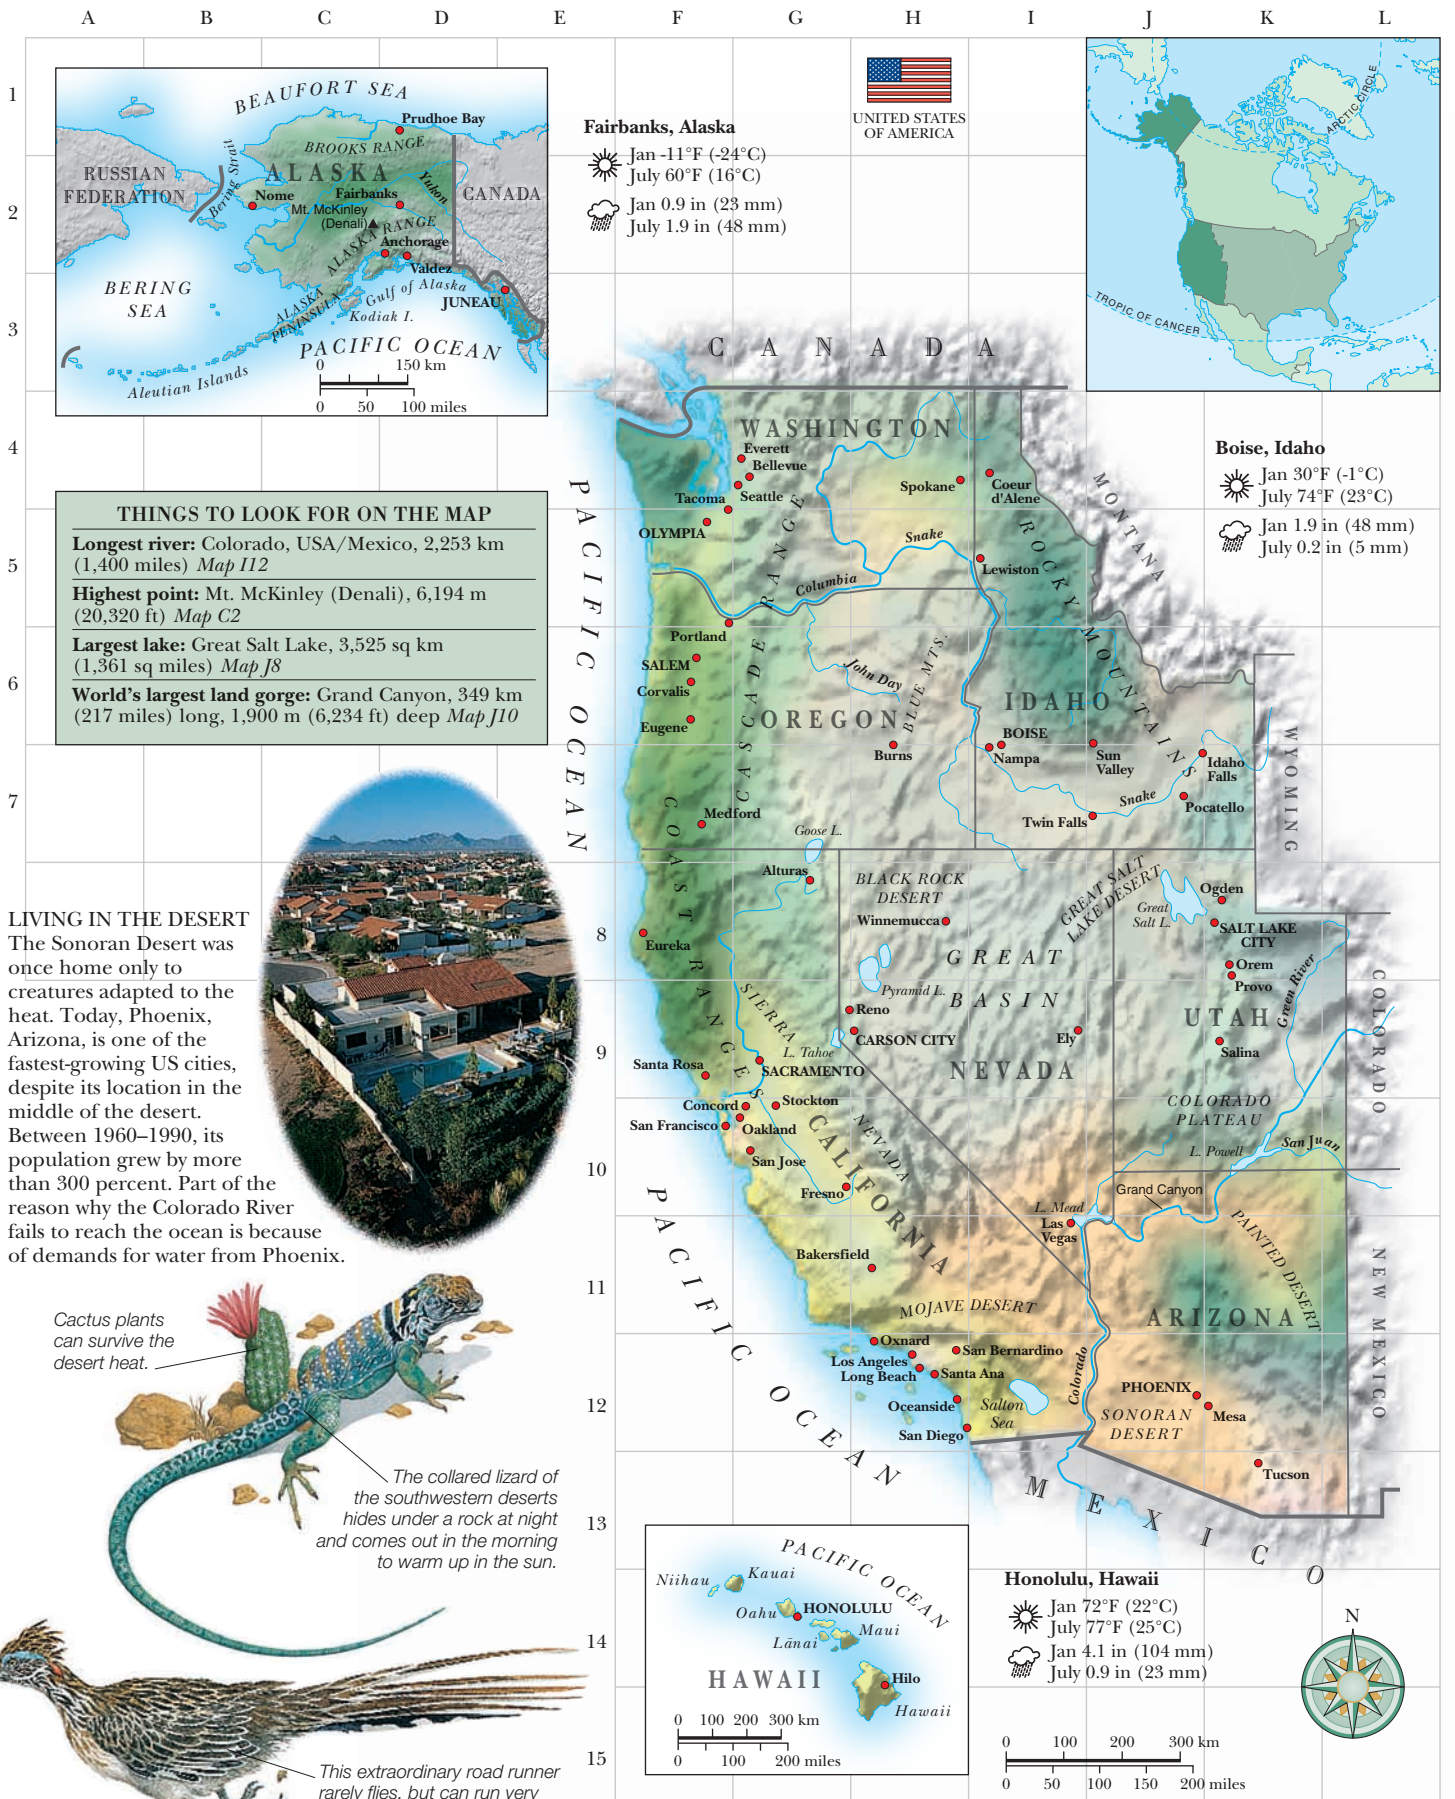 A B C D E F G H I J K L
1
2
3
4
5
6
7
8
9
10
11
12
13
14
15
BEAUFORT SEA
Prudhoe Bay
BROOKS RANGE
ALASKA
RUSSIAN
FEDERATION
Bering Strait
Nome
Fairbanks
Yukon
CANADA
Mt. McKinley
(Denali)
ALASKA RANGE
Anchorage
Valdez
BERING
SEA
ALASKA
PENINSULA
Gulf of Alaska
JUNEAU
Kodiak I.
PACIFIC OCEAN
Aleutian Islands
0 150 km
0 50 100 miles
Fairbanks, Alaska
Jan -11°F (-24°C)
July 60°F (16°C)
Jan 0.9 in (23 mm)
July 1.9 in (48 mm)
UNITED STATES
OF AMERICA
ARCTIC CIRCLE
TROPIC OF CANCER
THINGS TO LOOK FOR ON THE MAP
Longest river: Colorado, USA/Mexico, 2,253 km
(1,400 miles) Map I12
Highest point: Mt. McKinley (Denali), 6,194 m
(20,320 ft) Map C2
Largest lake: Great Salt Lake, 3,525 sq km
(1,361 sq miles) Map J8
World's largest land gorge: Grand Canyon, 349 km
(217 miles) long, 1,900 m (6,234 ft) deep Map J10
Boise, Idaho
Jan 30°F (-1°C)
July 74°F (23°C)
Jan 1.9 in (48 mm)
July 0.2 in (5 mm)
CANADA
WASHINGTON
Everett
Bellevue
Seattle
Tacoma
OLYMPIA
Spokane
Coeur
d'Alene
MONTANA
PACIFIC OCEAN
CASCADE RANGE
Snake
Columbia
Lewiston
ROCKY MOUNTAINS
Portland
SALEM
Corvalis
Eugene
John Day
BLUE MTS.
OREGON
IDAHO
Burns
BOISE
Nampa
Sun
Valley
Idaho
Falls
WYOMING
Snake
Pocatello
Twin Falls
Medford
COAST RANGES
Goose L.
Alturas
BLACK ROCK
DESERT
Winnemucca
GREAT SALT
LAKE DESERT
Great
Salt L.
Ogden
SALT LAKE
CITY
Orem
Provo
Green River
Eureka
GREAT
BASIN
Pyramid L.
Reno
CARSON CITY
SIERRA NEVADA
L. Tahoe
Ely
UTAH
Salina
COLORADO
NEVADA
Santa Rosa
SACRAMENTO
Concord
Stockton
San Francisco
Oakland
San Jose
CALIFORNIA
Fresno
COLORADO
PLATEAU
L. Powell
San Juan
Grand Canyon
L. Mead
Las
Vegas
PAINTED DESERT
PACIFIC OCEAN
Bakersfield
MOJAVE DESERT
ARIZONA
NEW MEXICO
Oxnard
Los Angeles
Long Beach
San Bernardino
Santa Ana
Oceanside
Salton
Sea
San Diego
Colorado
PHOENIX
Mesa
SONORAN
DESERT
Tucson
MEXICO
LIVING IN THE DESERT
The Sonoran Desert was
once home only to
creatures adapted to the
heat. Today, Phoenix,
Arizona, is one of the
fastest-growing US cities,
despite its location in the
middle of the desert.
Between 1960–1990, its
population grew by more
than 300 percent. Part of the
reason why the Colorado River
fails to reach the ocean is because
of demands for water from Phoenix.
Cactus plants
can survive the
desert heat.
The collared lizard of
the southwestern deserts
hides under a rock at night
and comes out in the morning
to warm up in the sun.
This extraordinary road runner
rarely flies, but can run very
PACIFIC OCEAN
Niihau
Kauai
Oahu
HONOLULU
Lānai
Maui
HAWAII
Hilo
Hawaii
0 100 200 300 km
0 100 200 miles
Honolulu, Hawaii
Jan 72°F (22°C)
July 77°F (25°C)
Jan 4.1 in (104 mm)
July 0.9 in (23 mm)
N
0 100 200 300 km
0 50 100 150 200 miles